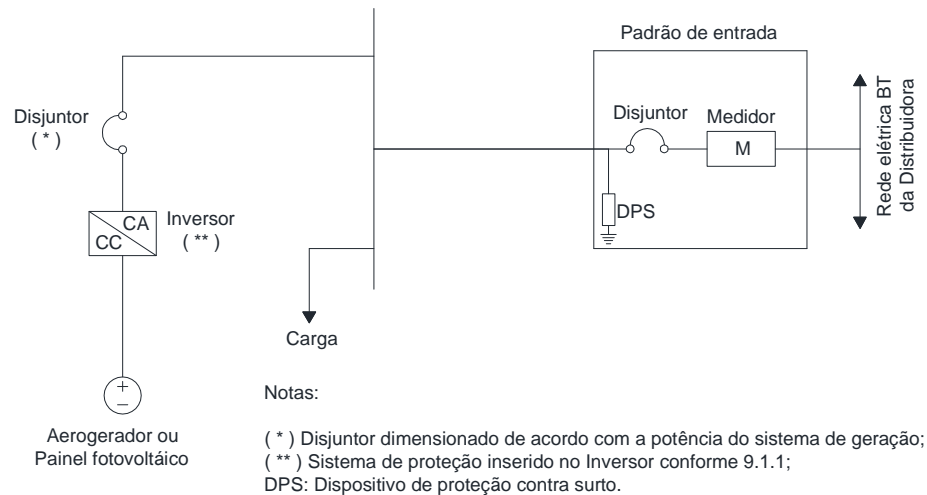 Padrão de entrada
Disjuntor
( * )
Disjuntor
Medidor
M
Rede elétrica BT
da Distribuidora
DPS
CA
CC
Inversor
( ** )
Carga
+
–
Aerogerador ou
Painel fotovoltáico
Notas:
( * ) Disjuntor dimensionado de acordo com a potência do sistema de geração;
( ** ) Sistema de proteção inserido no Inversor conforme 9.1.1;
DPS: Dispositivo de proteção contra surto.